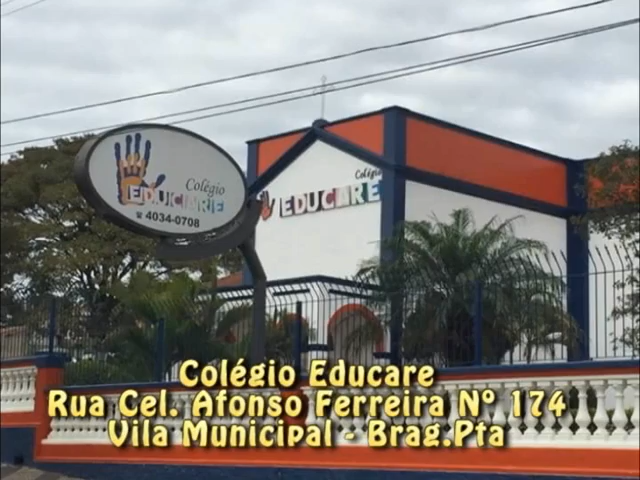 Colégio
EDUCARE
4034-0708
Colégio
EDUCARE
Colégio Educare
Rua Cel. Afonso Ferreira Nº 174
Vila Municipal - Brag.Pta